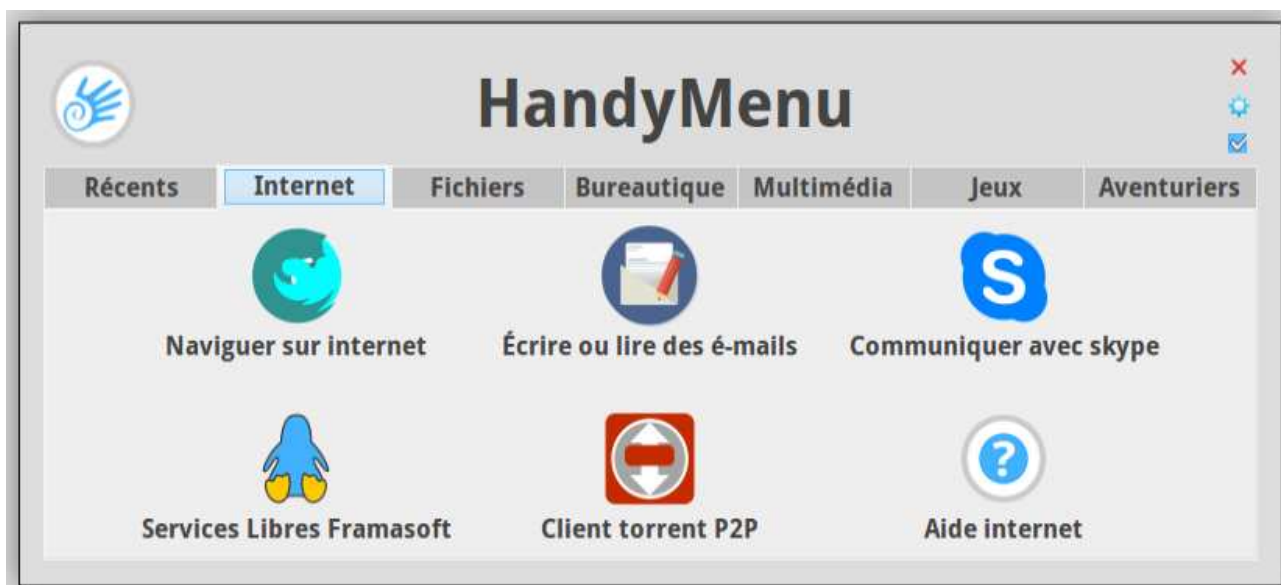 HandyMenu
Récents Internet Fichiers Bureautique Multimédia Jeux Aventuriers
Naviguer sur internet Écrire ou lire des é-mails Communiquer avec skype
Services Libres Framasoft Client torrent P2P Aide internet